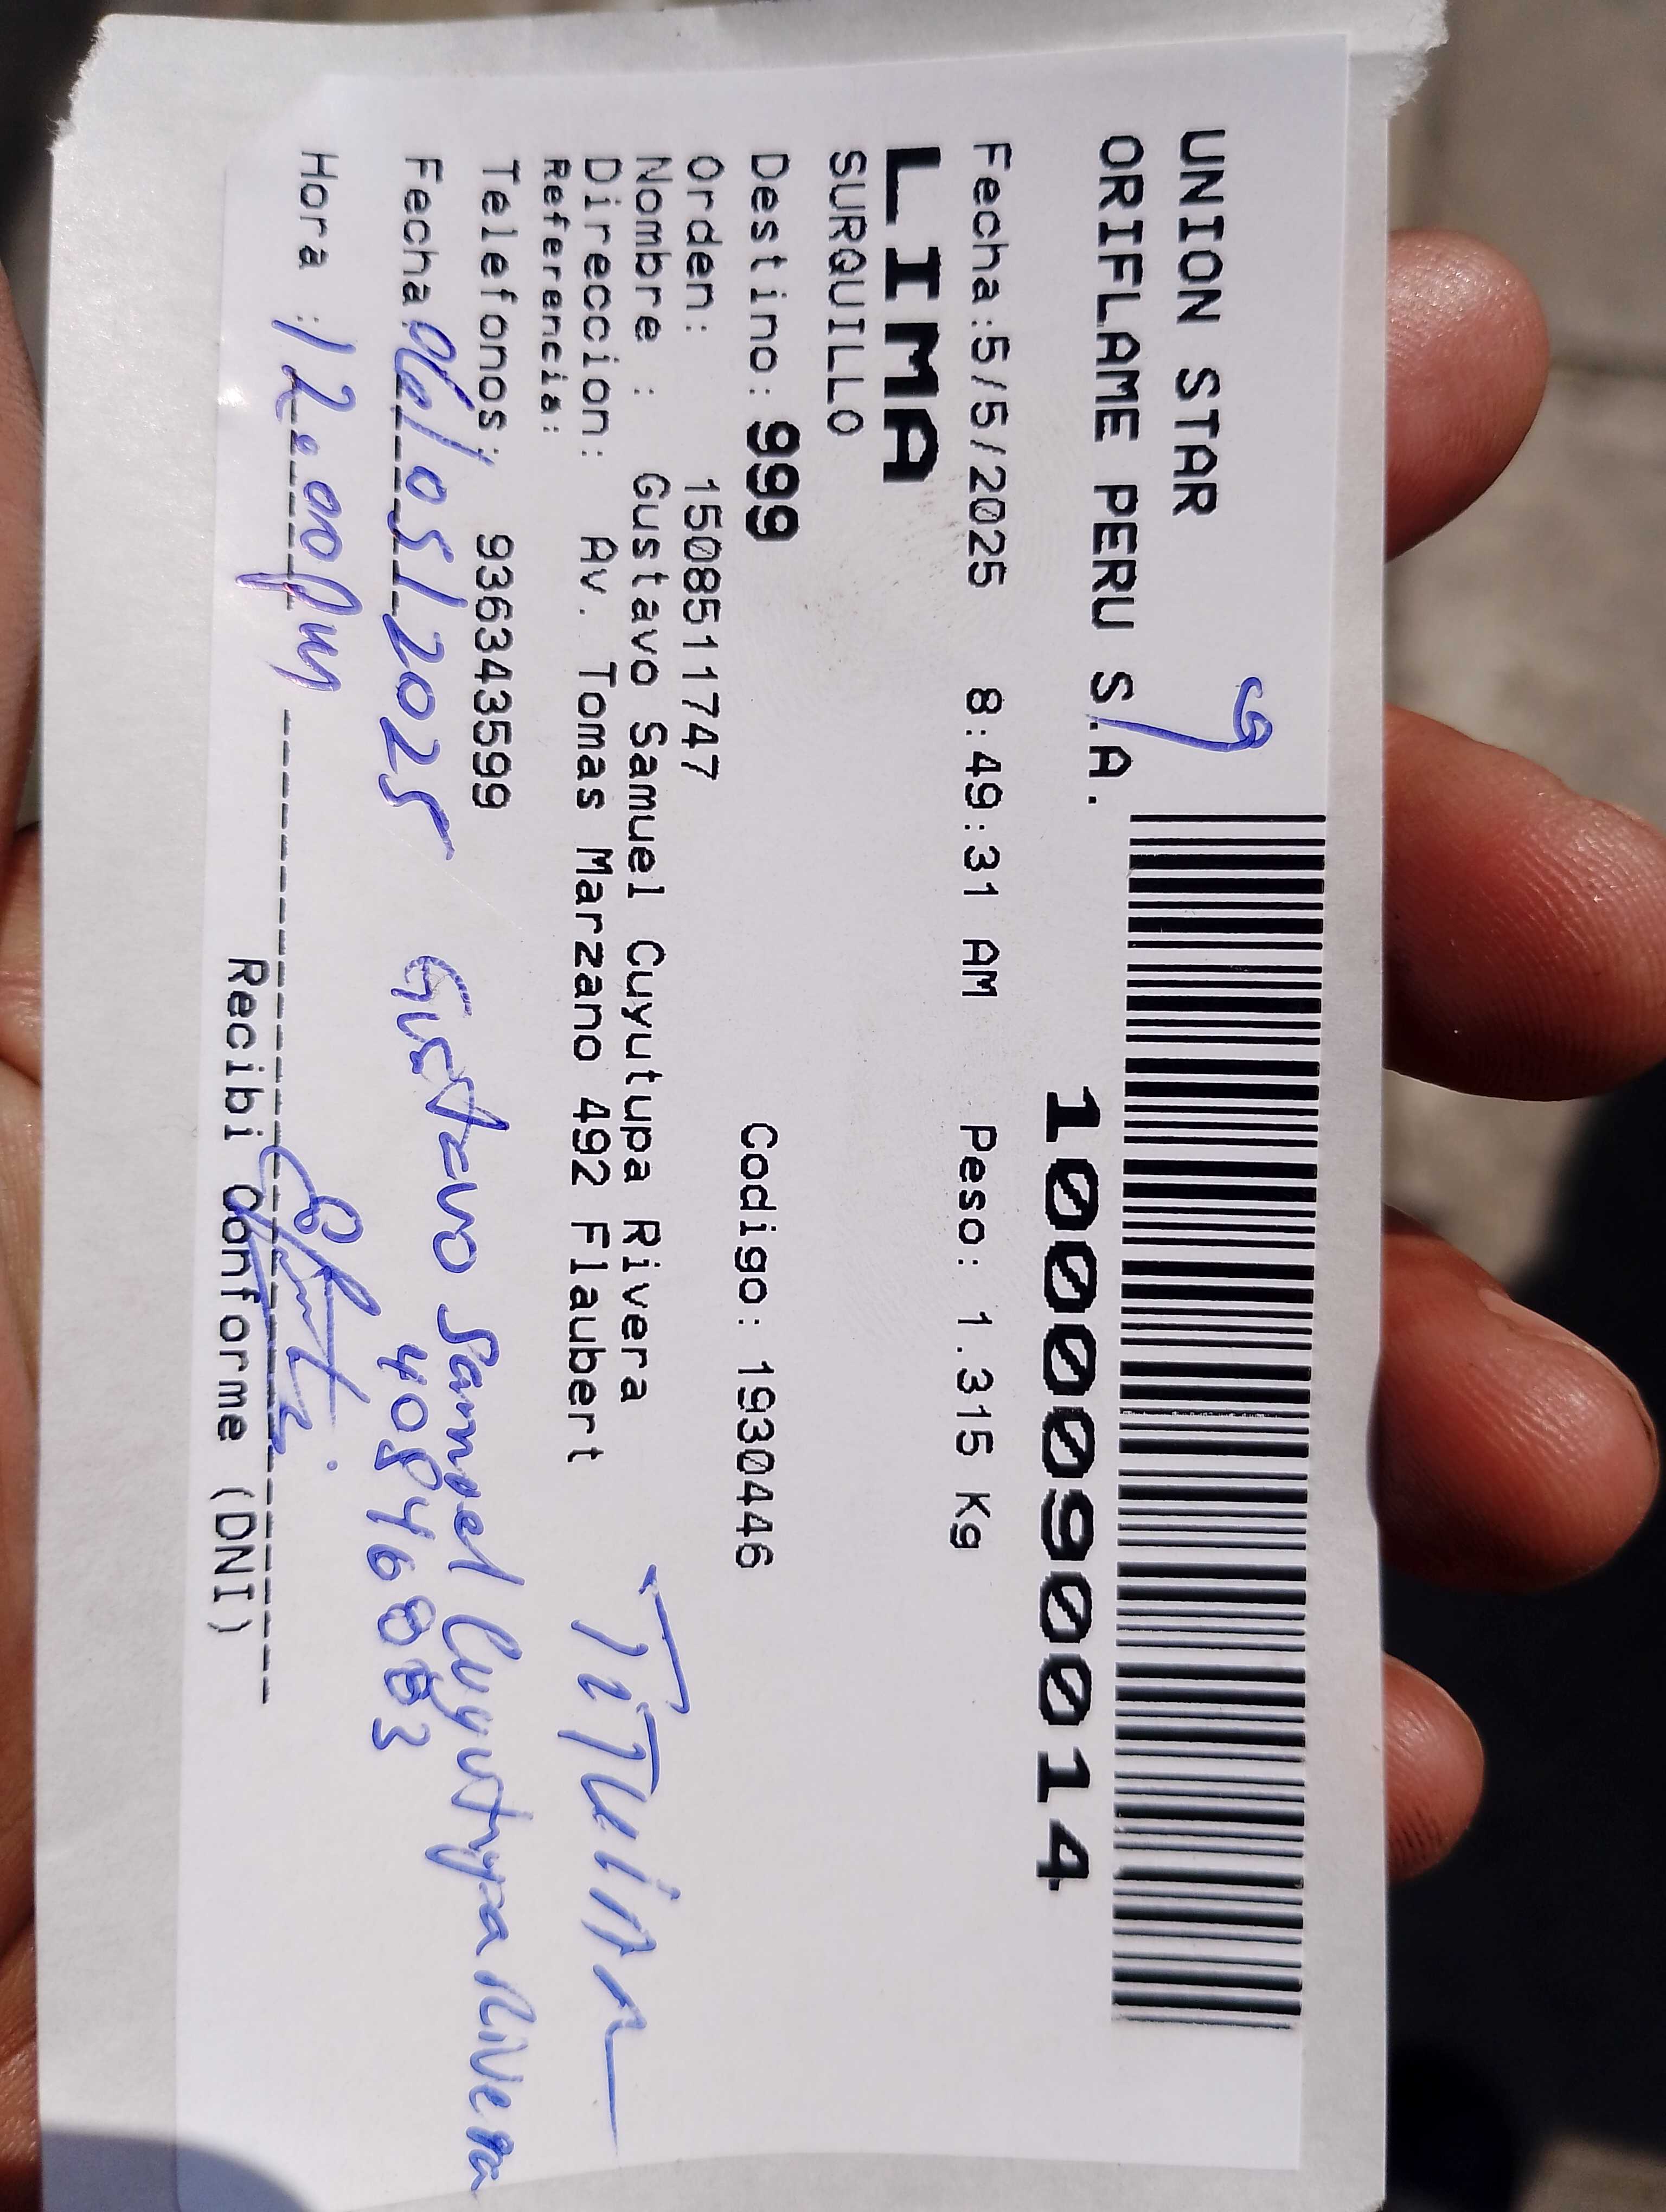 UNION STAR
ORIFLAME PERU S.A.
1000090014
Fecha:5/5/2025 8:49:31 AM Peso: 1.315 Kg
LIMA
SURQUILLO
Destino: 999 Codigo: 1930446
Orden: 1508511747
Nombre : Gustavo Samuel Cuyutupa Rivera
Direccion: Av. Tomas Marzano 492 Flaubert
Referencia:
Titular
Telefonos: 936343599
Fecha: 06/05/2025 Gustavo Samuel Cuyutupa Rivera
Hora : 12:00 pm
Recibi conforme (DNI)